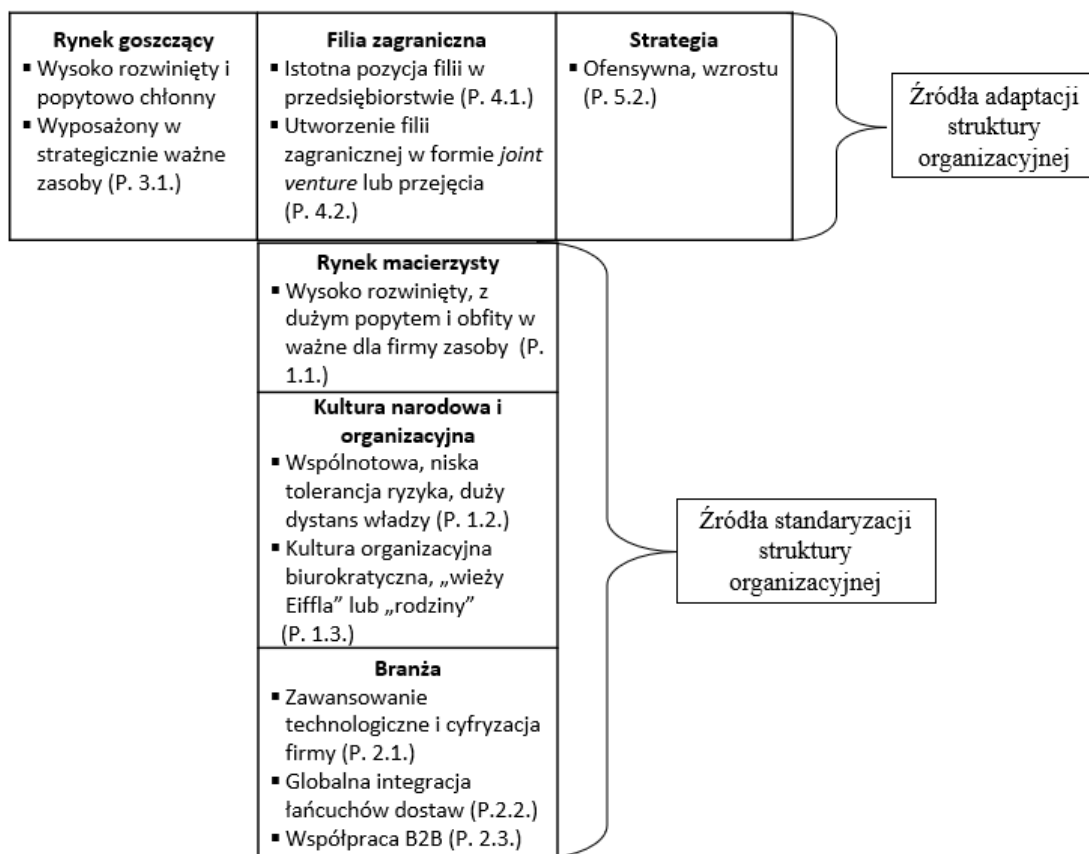 Rynek goszczący
▪ Wysoko rozwinięty i
popytowo chłonny
▪ Wyposażony w
strategicznie ważne
zasoby (P. 3.1.)
Filia zagraniczna
▪ Istotna pozycja filii w
przedsiębiorstwie (P. 4.1.)
▪ Utworzenie filii
zagranicznej w formie joint
venture lub przejęcia
(P. 4.2.)
Strategia
▪ Ofensywna, wzrostu
(P. 5.2.)
Źródła adaptacji
struktury
organizacyjnej
Rynek macierzysty
▪ Wysoko rozwinięty, z
dużym popytem i obfity w
ważne dla firmy zasoby (P.
1.1.)
Kultura narodowa i
organizacyjna
▪ Wspólnotowa, niska
tolerancja ryzyka, duży
dystans władzy (P. 1.2.)
▪ Kultura organizacyjna
biurokratyczna, „wieży
Eiffla” lub „rodziny”
(P. 1.3.)
Branża
▪ Zawansowanie
technologiczne i cyfryzacja
firmy (P. 2.1.)
▪ Globalna integracja
łańcuchów dostaw (P.2.2.)
▪ Współpraca B2B (P. 2.3.)
Źródła standaryzacji
struktury
organizacyjnej